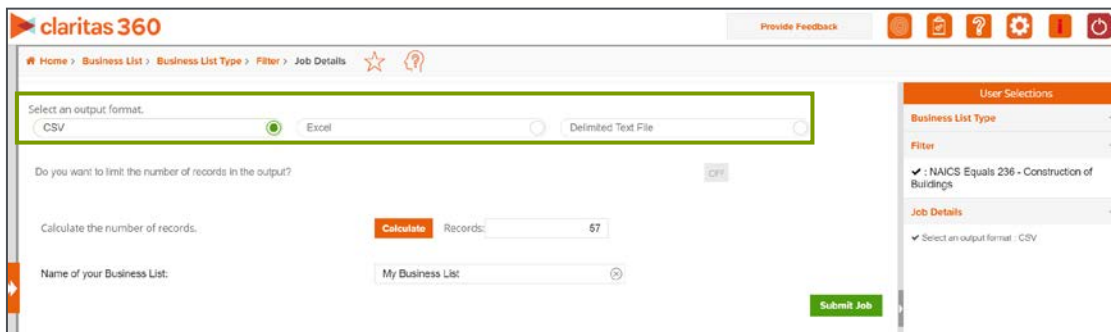 claritas 360
Provide Feedback
?
i
Home > Business List > Business List Type > Filter > Job Details
?
User Selections
Select an output format.
CSV
Excel
Delimited Text File
Business List Type
Filter
✔ : NAICS Equals 236 - Construction of
Buildings
Do you want to limit the number of records in the output?
OFF
Job Details
✔ Select an output format : CSV
Calculate the number of records.
Calculate
Records:
57
Name of your Business List:
My Business List
Submit Job